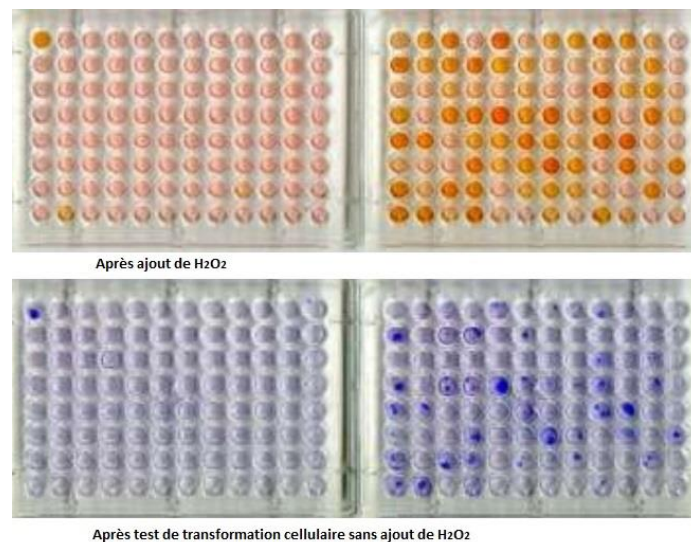 Après ajout de H2O2
Après test de transformation cellulaire sans ajout de H2O2